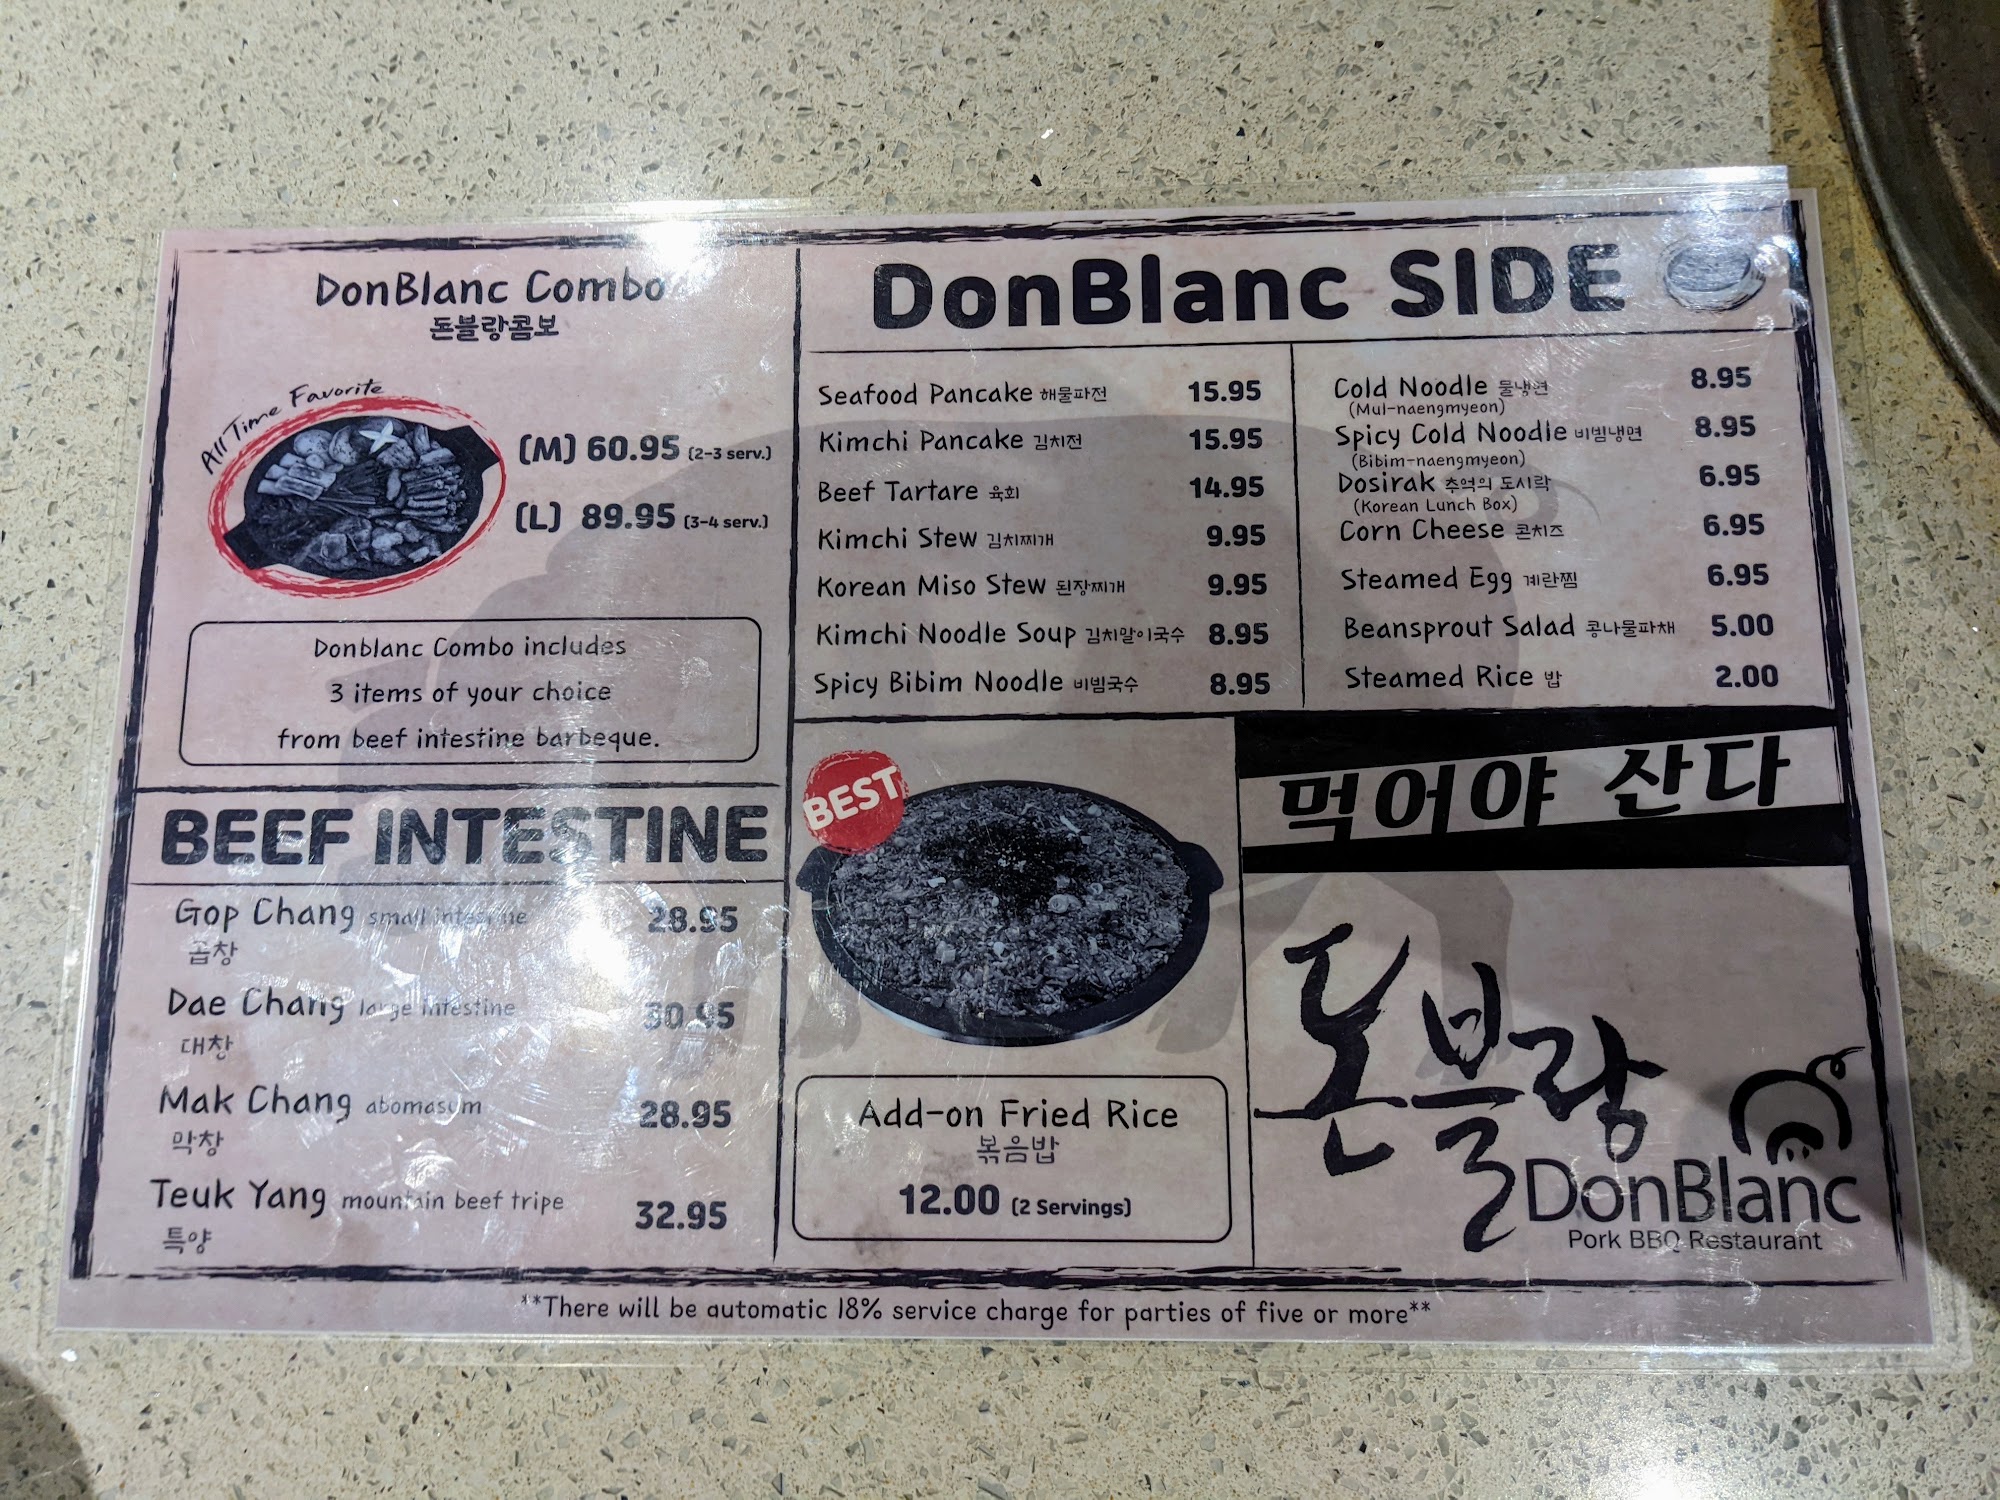 DonBlanc Combo
돈블랑콤보
All Time Favorite
(M) 60.95 (2-3 serv.)
(L) 89.95 (3-4 serv.)
Donblanc Combo includes
3 items of your choice
from beef intestine barbeque.
BEEF INTESTINE
Gop Chang small intestine 28.95
곱창
Dae Chang large intestine 30.95
대창
Mak Chang abomasum 28.95
막창
Teuk Yang mountain beef tripe 32.95
특양
DonBlanc SIDE
Seafood Pancake 해물파전 15.95
Kimchi Pancake 김치전 15.95
Beef Tartare 육회 14.95
Kimchi Stew 김치찌개 9.95
Korean Miso Stew 된장찌개 9.95
Kimchi Noodle Soup 김치말이국수 8.95
Spicy Bibim Noodle 비빔국수 8.95
Cold Noodle 물냉면 8.95
(Mul-naengmyeon)
Spicy Cold Noodle 비빔냉면 8.95
(Bibim-naengmyeon)
Dosirak 추억의 도시락 6.95
(Korean Lunch Box)
Corn Cheese 콘치즈 6.95
Steamed Egg 계란찜 6.95
Beansprout Salad 콩나물파채 5.00
Steamed Rice 밥 2.00
BEST
Add-on Fried Rice
볶음밥
12.00 (2 Servings)
먹어야 산다
돈블랑
DonBlanc
Pork BBQ Restaurant
**There will be automatic 18% service charge for parties of five or more**